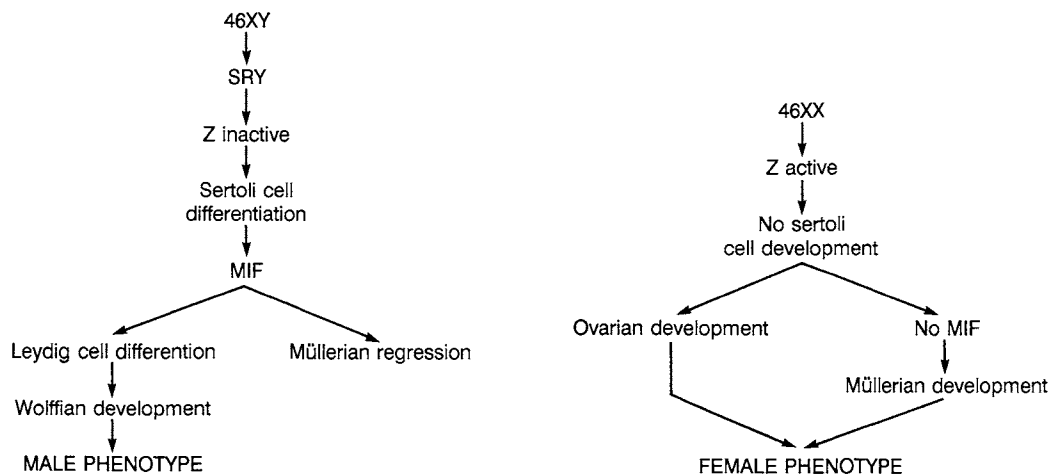 46XY
SRY
Z inactive
Sertoli cell
differentiation
MIF
Leydig cell differention
Müllerian regression
Wolffian development
MALE PHENOTYPE
46XX
Z active
No sertoli
cell development
Ovarian development
No MIF
Müllerian development
FEMALE PHENOTYPE